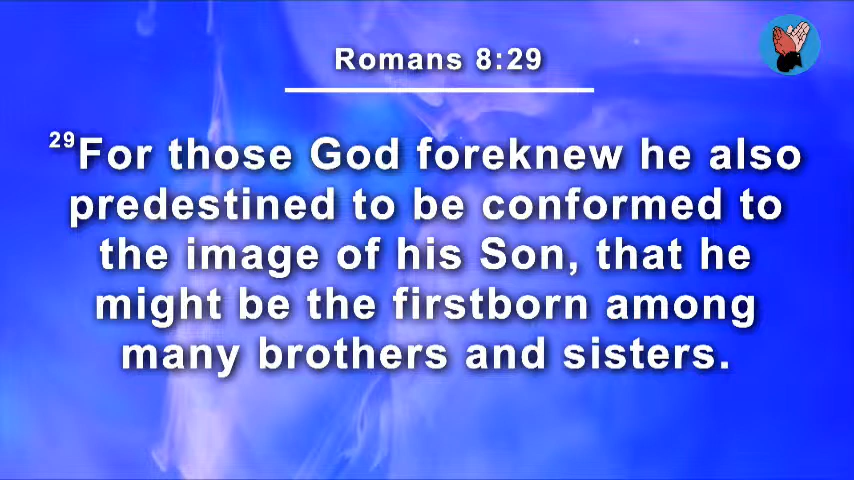 Romans 8:29
29For those God foreknew he also
predestined to be conformed to
the image of his Son, that he
might be the firstborn among
many brothers and sisters.